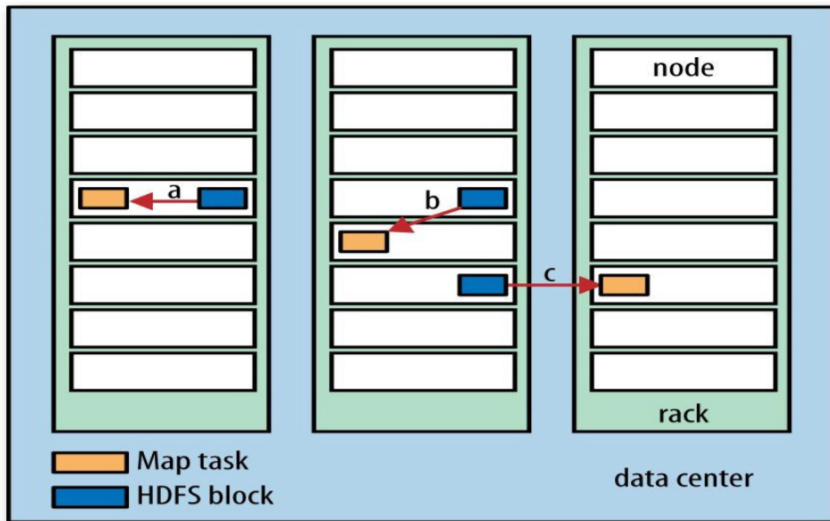 node
a
b
c
rack
Map task
HDFS block
data center